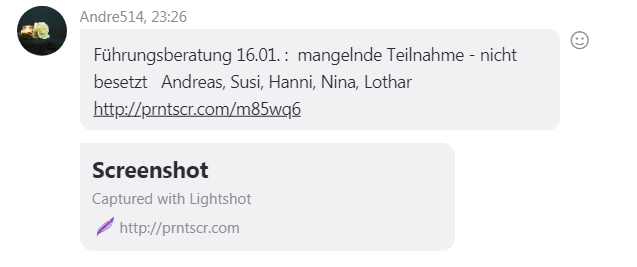 Andre514, 23:26
Führungsberatung 16.01. :  mangelnde Teilnahme - nicht
besetzt   Andreas, Susi, Hanni, Nina, Lothar
http://prntscr.com/m85wq6
Screenshot
Captured with Lightshot
http://prntscr.com